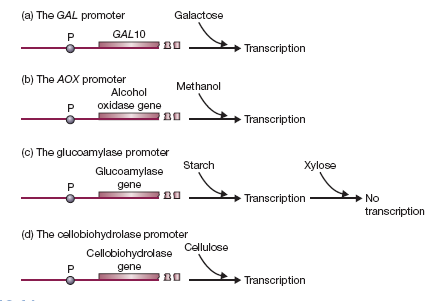 (a) The GAL promoter
Galactose
P
GAL10
Transcription
(b) The AOX promoter
Methanol
Alcohol
oxidase gene
P
Transcription
(c) The glucoamylase promoter
Starch
Xylose
Glucoamylase
gene
P
Transcription
No
transcription
(d) The cellobiohydrolase promoter
Cellulose
Cellobiohydrolase
gene
P
Transcription